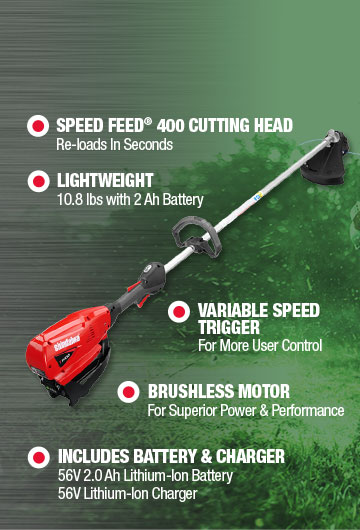 SPEED FEED® 400 CUTTING HEAD
Re-loads In Seconds
LIGHTWEIGHT
10.8 lbs with 2 Ah Battery
VARIABLE SPEED
TRIGGER
For More User Control
shindaiwa
BRUSHLESS MOTOR
For Superior Power & Performance
INCLUDES BATTERY & CHARGER
56V 2.0 Ah Lithium-Ion Battery
56V Lithium-Ion Charger